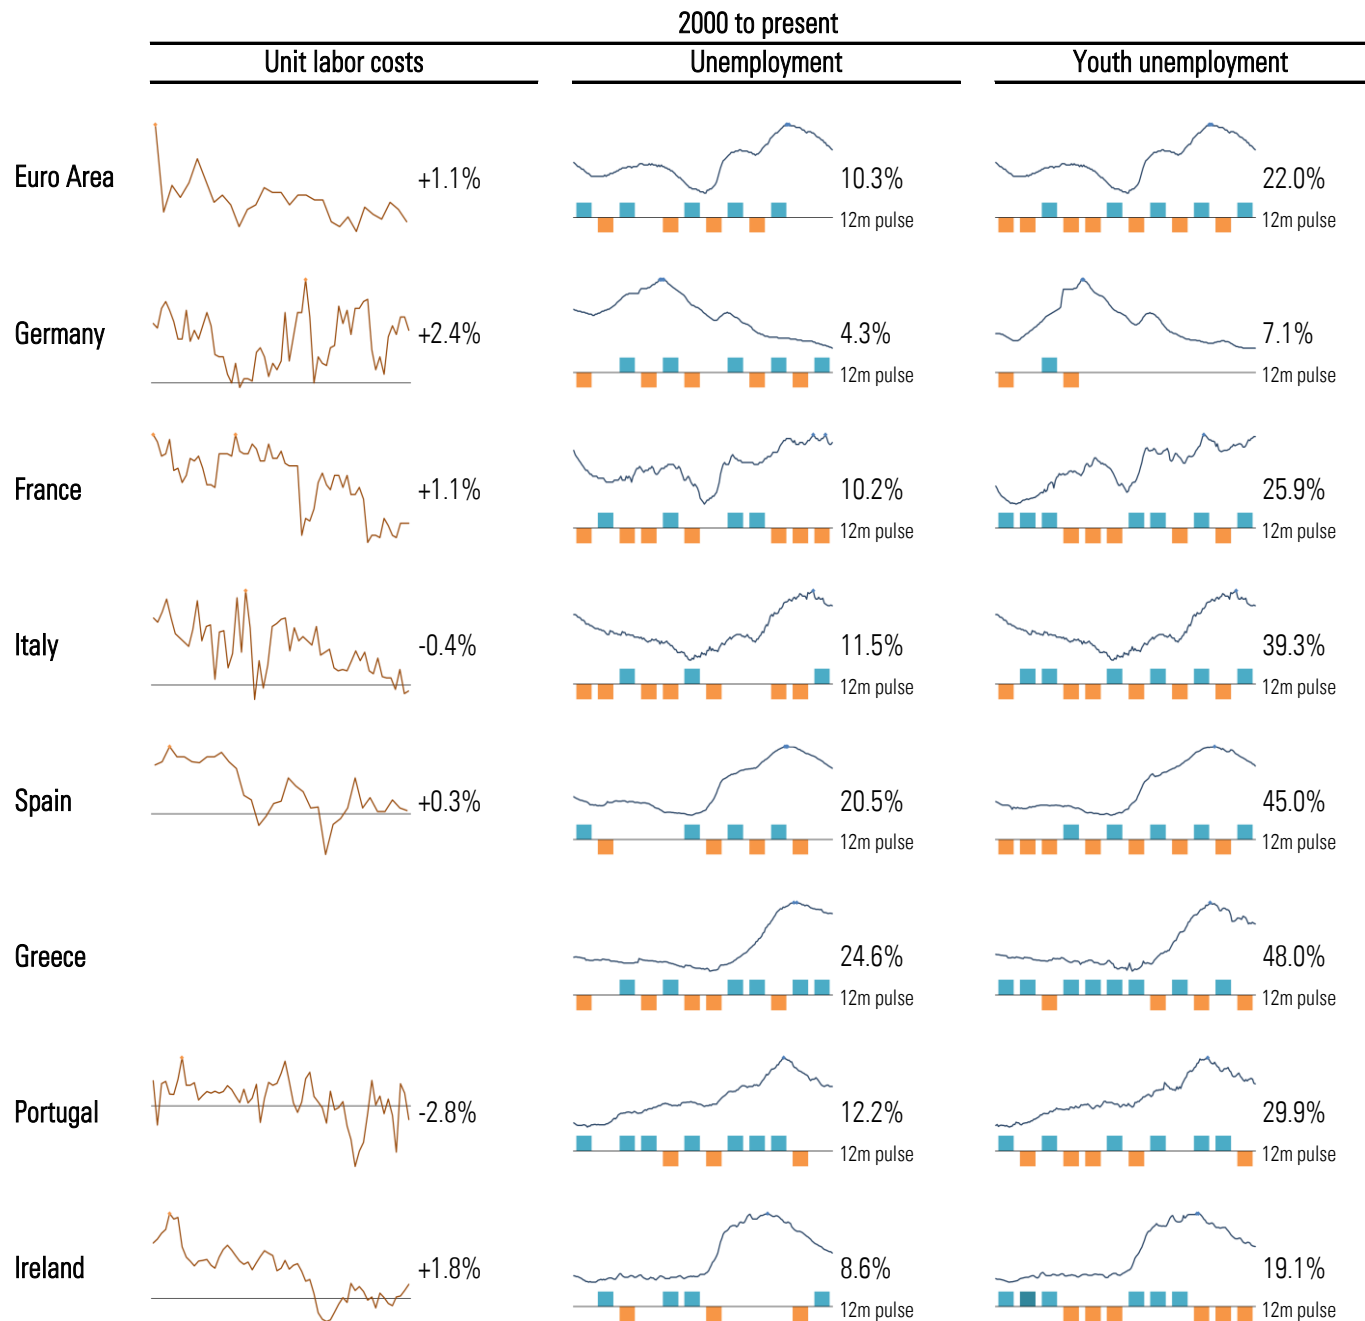 2000 to present
Unit labor costs Unemployment Youth unemployment
Euro Area +1.1% 10.3% 22.0%
12m pulse 12m pulse
Germany +2.4% 4.3% 7.1%
12m pulse 12m pulse
France +1.1% 10.2% 25.9%
12m pulse 12m pulse
Italy -0.4% 11.5% 39.3%
12m pulse 12m pulse
Spain +0.3% 20.5% 45.0%
12m pulse 12m pulse
Greece 24.6% 48.0%
12m pulse 12m pulse
Portugal -2.8% 12.2% 29.9%
12m pulse 12m pulse
Ireland +1.8% 8.6% 19.1%
12m pulse 12m pulse